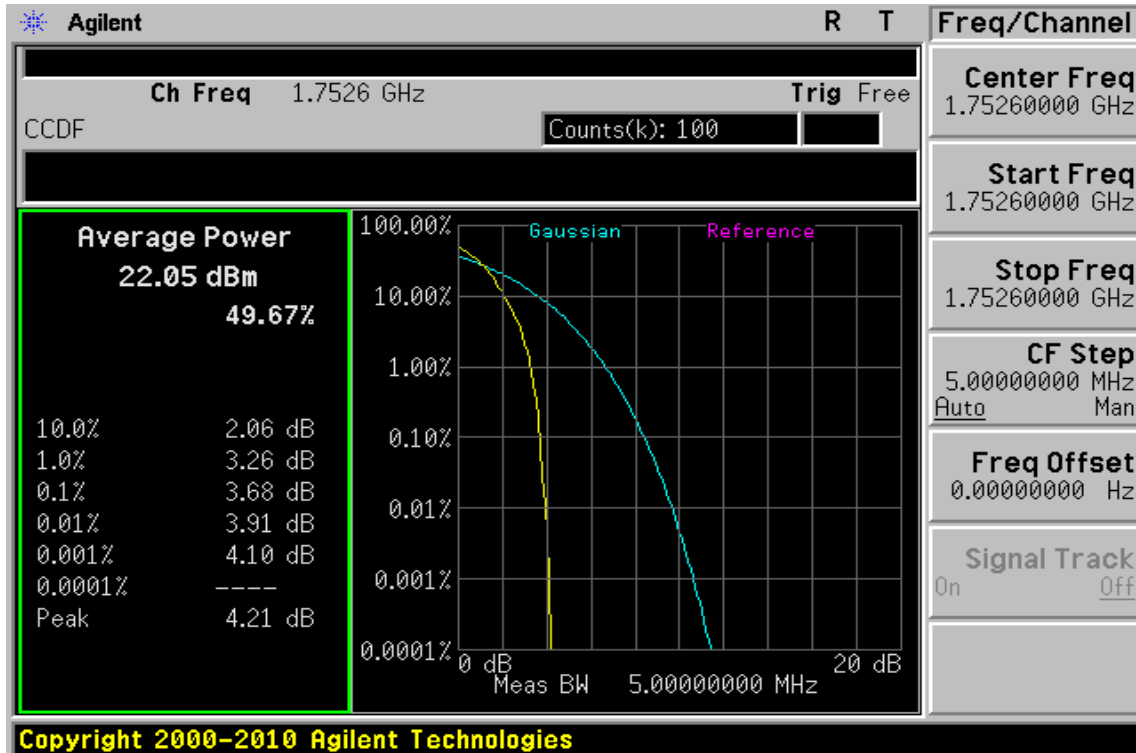 Agilent R T
Ch Freq 1.7526 GHz Trig Free
CCDF Counts(k): 100
Average Power
22.05 dBm
49.67%
10.0% 2.06 dB
1.0% 3.26 dB
0.1% 3.68 dB
0.01% 3.91 dB
0.001% 4.10 dB
0.0001% ----
Peak 4.21 dB
Gaussian Reference
100.00%
10.00%
1.00%
0.10%
0.01%
0.001%
0.0001%
0 dB 20 dB
Meas BW 5.00000000 MHz
Freq/Channel
Center Freq
1.75260000 GHz
Start Freq
1.75260000 GHz
Stop Freq
1.75260000 GHz
CF Step
5.00000000 MHz
Auto Man
Freq Offset
0.00000000 Hz
Signal Track
On Off
Copyright 2000-2010 Agilent Technologies